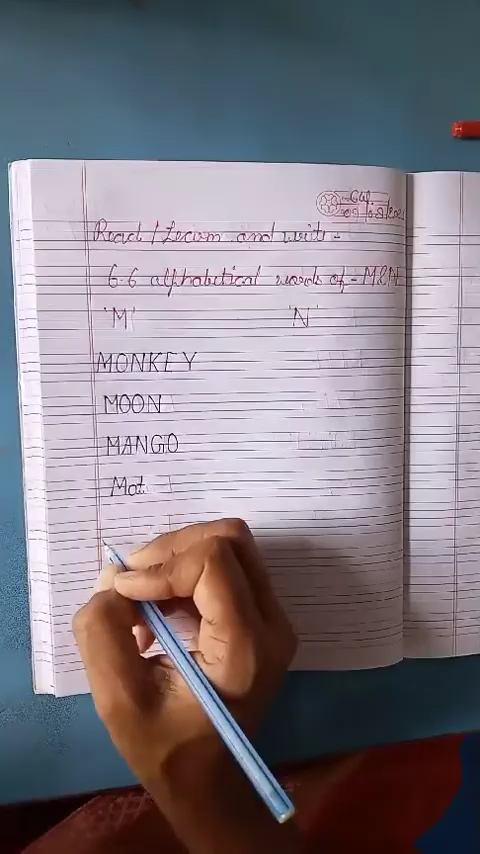 Read / Learn and write -
6-6 alphabetical words of - M & N
'M' 'N'
MONKEY
MOON
MANGO
Mat